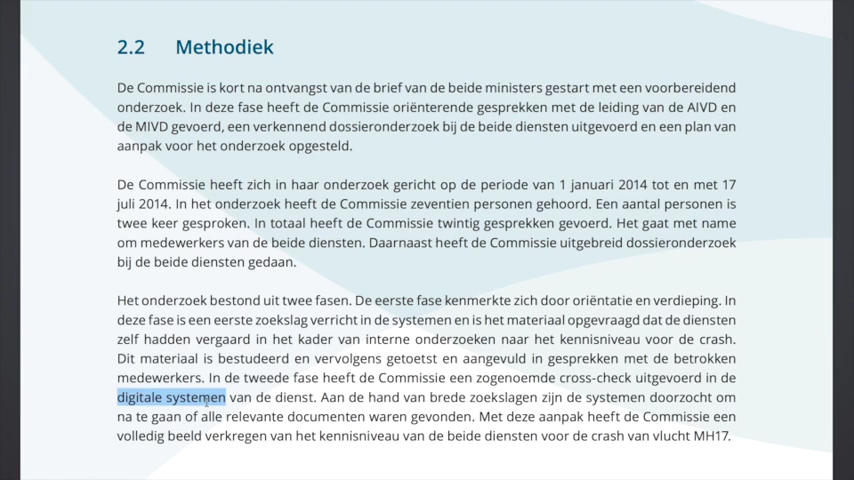 2.2 Methodiek
De Commissie is kort na ontvangst van de brief van de beide ministers gestart met een voorbereidend
onderzoek. In deze fase heeft de Commissie oriënterende gesprekken met de leiding van de AIVD en
de MIVD gevoerd, een verkennend dossieronderzoek bij de beide diensten uitgevoerd en een plan van
aanpak voor het onderzoek opgesteld.
De Commissie heeft zich in haar onderzoek gericht op de periode van 1 januari 2014 tot en met 17
juli 2014. In het onderzoek heeft de Commissie zeventien personen gehoord. Een aantal personen is
twee keer gesproken. In totaal heeft de Commissie twintig gesprekken gevoerd. Het gaat met name
om medewerkers van de beide diensten. Daarnaast heeft de Commissie uitgebreid dossieronderzoek
bij de beide diensten gedaan.
Het onderzoek bestond uit twee fasen. De eerste fase kenmerkte zich door oriëntatie en verdieping. In
deze fase is een eerste zoekslag verricht in de systemen en is het materiaal opgevraagd dat de diensten
zelf hadden vergaard in het kader van interne onderzoeken naar het kennisniveau voor de crash.
Dit materiaal is bestudeerd en vervolgens getoetst en aangevuld in gesprekken met de betrokken
medewerkers. In de tweede fase heeft de Commissie een zogenoemde cross-check uitgevoerd in de
digitale systemen van de dienst. Aan de hand van brede zoekslagen zijn de systemen doorzocht om
na te gaan of alle relevante documenten waren gevonden. Met deze aanpak heeft de Commissie een
volledig beeld verkregen van het kennisniveau van de beide diensten voor de crash van vlucht MH17.